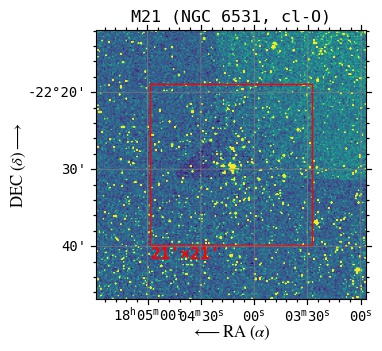 M21 (NGC 6531, cl-O)
-22°20'
30'
40'
21'×21'
18ʰ05ᵐ00ˢ 04ᵐ30ˢ 00ˢ 03ᵐ30ˢ 00ˢ
⟵ RA (α)
DEC (δ) ⟶